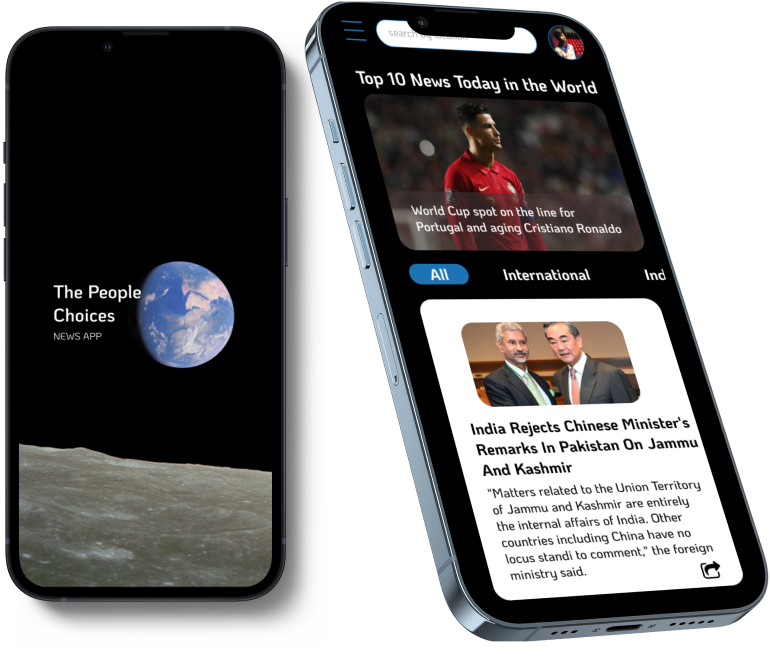 The People
Choices
NEWS APP
search by location
Top 10 News Today in the World
World Cup spot on the line for
Portugal and aging Cristiano Ronaldo
All
International
Ind
India Rejects Chinese Minister's
Remarks In Pakistan On Jammu
And Kashmir
"Matters related to the Union Territory
of Jammu and Kashmir are entirely
the internal affairs of India. Other
countries including China have no
locus standi to comment," the foreign
ministry said.